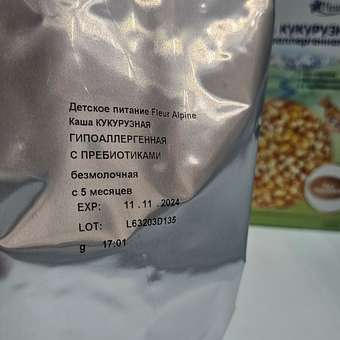 Детское питание Fleur Alpine
Каша КУКУРУЗНАЯ
ГИПОАЛЛЕРГЕННАЯ
С ПРЕБИОТИКАМИ
безмолочная
с 5 месяцев
EXP: 11.11.2024
LOT: L63203D135
g 17:01
КУКУРУЗН